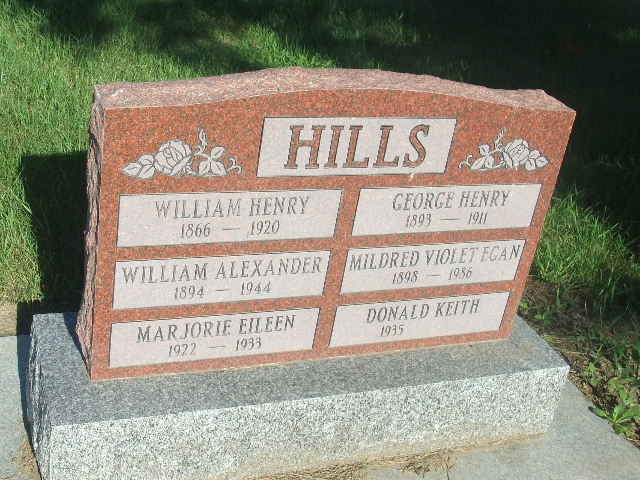 HILLS
WILLIAM HENRY
1866 — 1920
GEORGE HENRY
1893 — 1911
WILLIAM ALEXANDER
1894 — 1944
MILDRED VIOLET EGAN
1898 — 1986
MARJORIE EILEEN
1922 — 1933
DONALD KEITH
1935